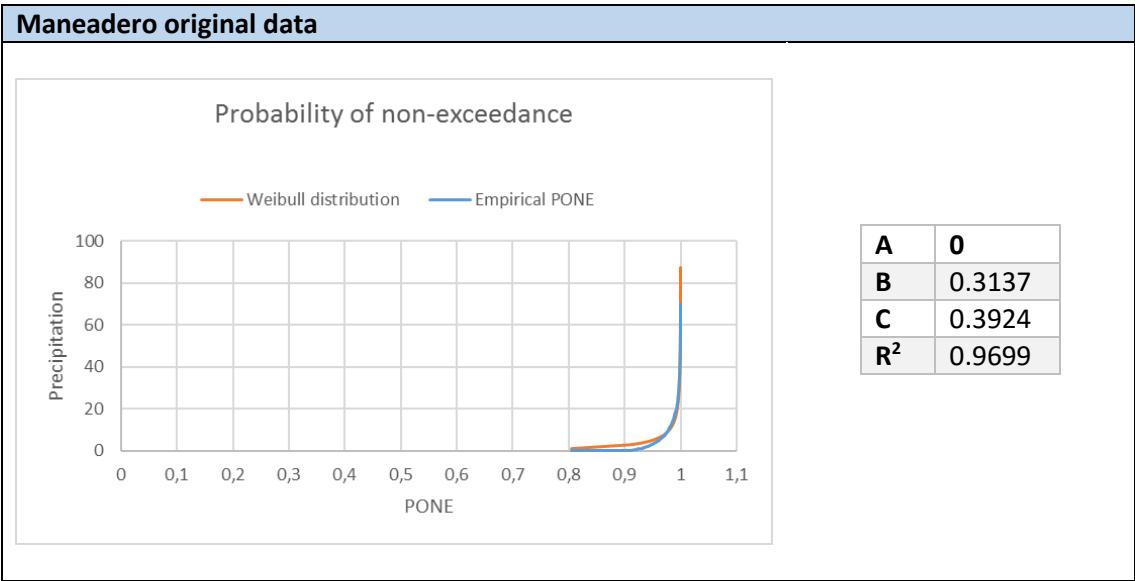 Maneadero original data
Probability of non-exceedance
Weibull distribution Empirical PONE
Precipitation
100
80
60
40
20
0
0 0,1 0,2 0,3 0,4 0,5 0,6 0,7 0,8 0,9 1 1,1
PONE
A 0
B 0.3137
C 0.3924
R² 0.9699